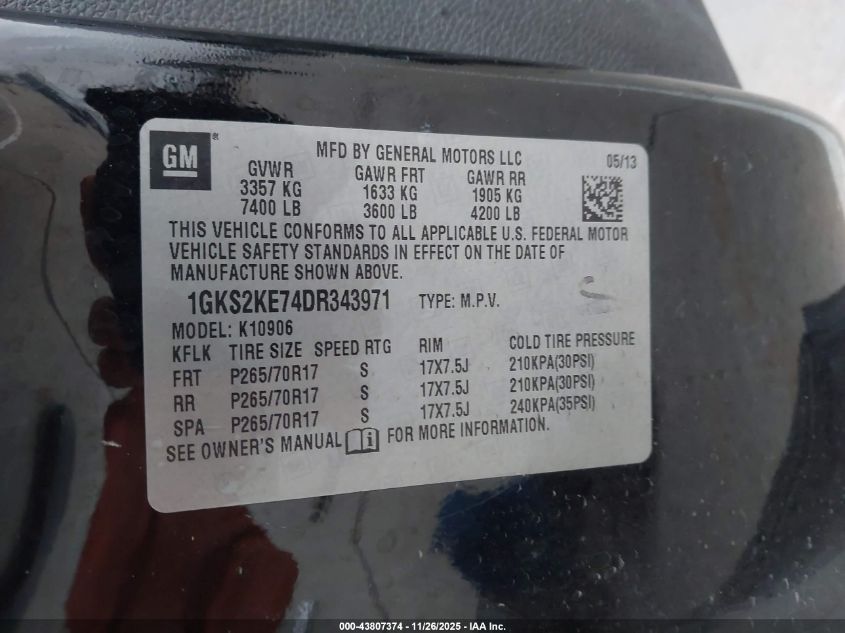 GM
MFD BY GENERAL MOTORS LLC 05/13
GVWR GAWR FRT GAWR RR
3357 KG 1633 KG 1905 KG
7400 LB 3600 LB 4200 LB
THIS VEHICLE CONFORMS TO ALL APPLICABLE U.S. FEDERAL MOTOR
VEHICLE SAFETY STANDARDS IN EFFECT ON THE DATE OF
MANUFACTURE SHOWN ABOVE.
1GKS2KE74DR343971 TYPE: M.P.V.
MODEL: K10906
KFLK TIRE SIZE SPEED RTG RIM COLD TIRE PRESSURE
FRT P265/70R17 S 17X7.5J 210KPA(30PSI)
RR P265/70R17 S 17X7.5J 210KPA(30PSI)
SPA P265/70R17 S 17X7.5J 240KPA(35PSI)
SEE OWNER'S MANUAL i FOR MORE INFORMATION.
000-43807374 - 11/26/2025 - IAA Inc.